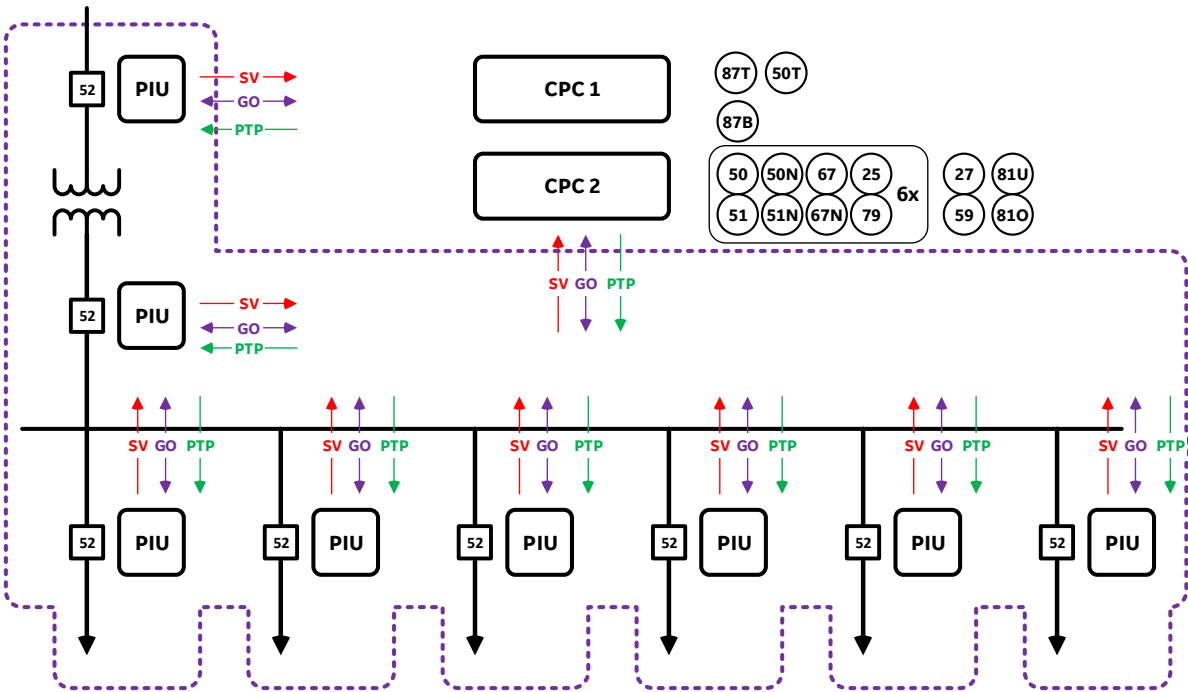 52
PIU
SV
GO
PTP
CPC 1
87T 50T
87B
CPC 2
50 50N 67 25
6x
51 51N 67N 79
27 81U
59 81O
SV GO PTP
52
PIU
SV
GO
PTP
SV GO PTP
SV GO PTP
SV GO PTP
SV GO PTP
SV GO PTP
SV GO PTP
52 PIU
52 PIU
52 PIU
52 PIU
52 PIU
52 PIU